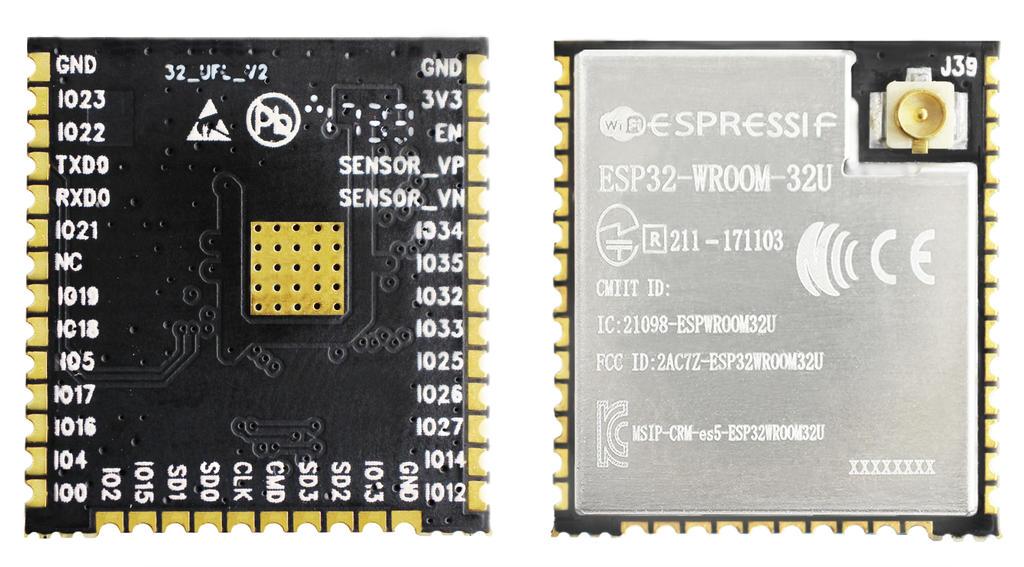 32_UFL_V2
Pb
GND
IO23
IO22
TXD0
RXD0
IO21
NC
IO19
IO18
IO5
IO17
IO16
IO4
IO0
IO2
IO15
SD1
SD0
CLK
CMD
SD3
SD2
IO13
GND
GND
3V3
EN
SENSOR_VP
SENSOR_VN
IO34
IO35
IO32
IO33
IO25
IO26
IO27
IO14
IO12
J39
WiFi ESPRESSIF
ESP32-WROOM-32U
R 211-171103
CE
CMIIT ID:
IC:21098-ESPWROOM32U
FCC ID:2AC7Z-ESP32WROOM32U
MSIP-CRM-es5-ESP32WROOM32U
XXXXXXXX